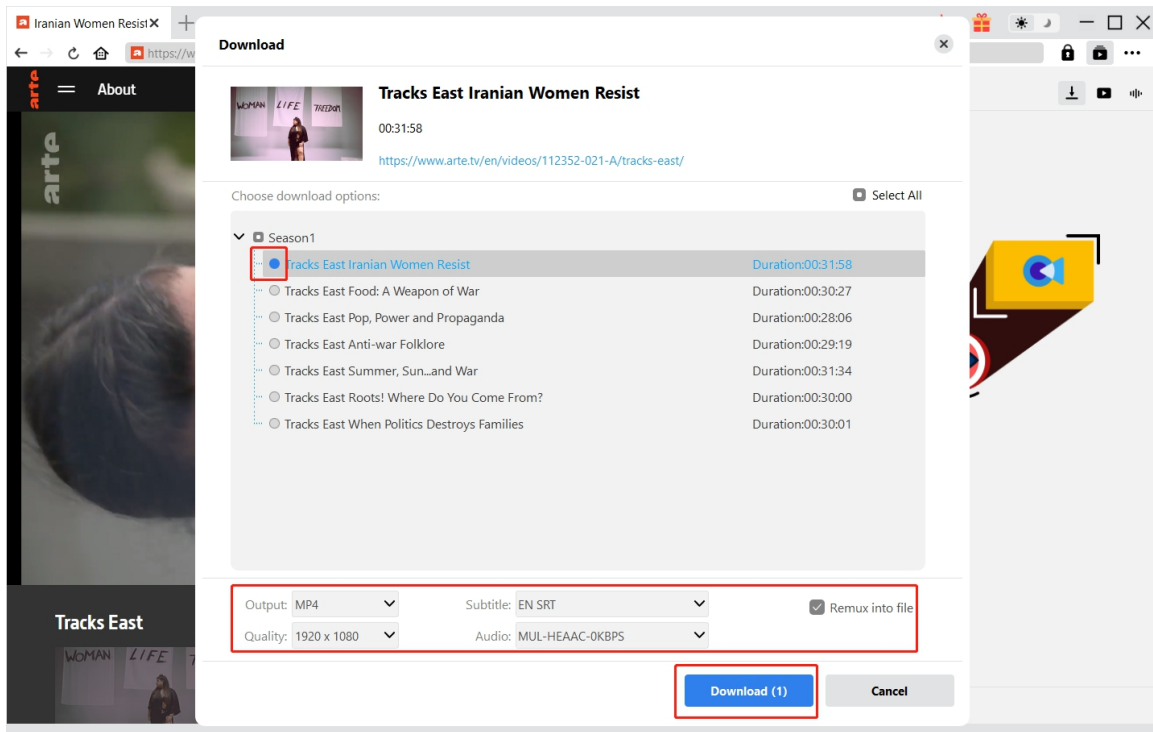 Iranian Women Resist
https://w
arte
About
arte
Tracks East
WOMAN LIFE
Download
WOMAN LIFE FREEDOM
Tracks East Iranian Women Resist
00:31:58
https://www.arte.tv/en/videos/112352-021-A/tracks-east/
Choose download options:
Select All
Season1
Tracks East Iranian Women Resist Duration:00:31:58
Tracks East Food: A Weapon of War Duration:00:30:27
Tracks East Pop, Power and Propaganda Duration:00:28:06
Tracks East Anti-war Folklore Duration:00:29:19
Tracks East Summer, Sun...and War Duration:00:31:34
Tracks East Roots! Where Do You Come From? Duration:00:30:00
Tracks East When Politics Destroys Families Duration:00:30:01
Output: MP4 Subtitle: EN SRT Remux into file
Quality: 1920 x 1080 Audio: MUL-HEAAC-0KBPS
Download (1) Cancel